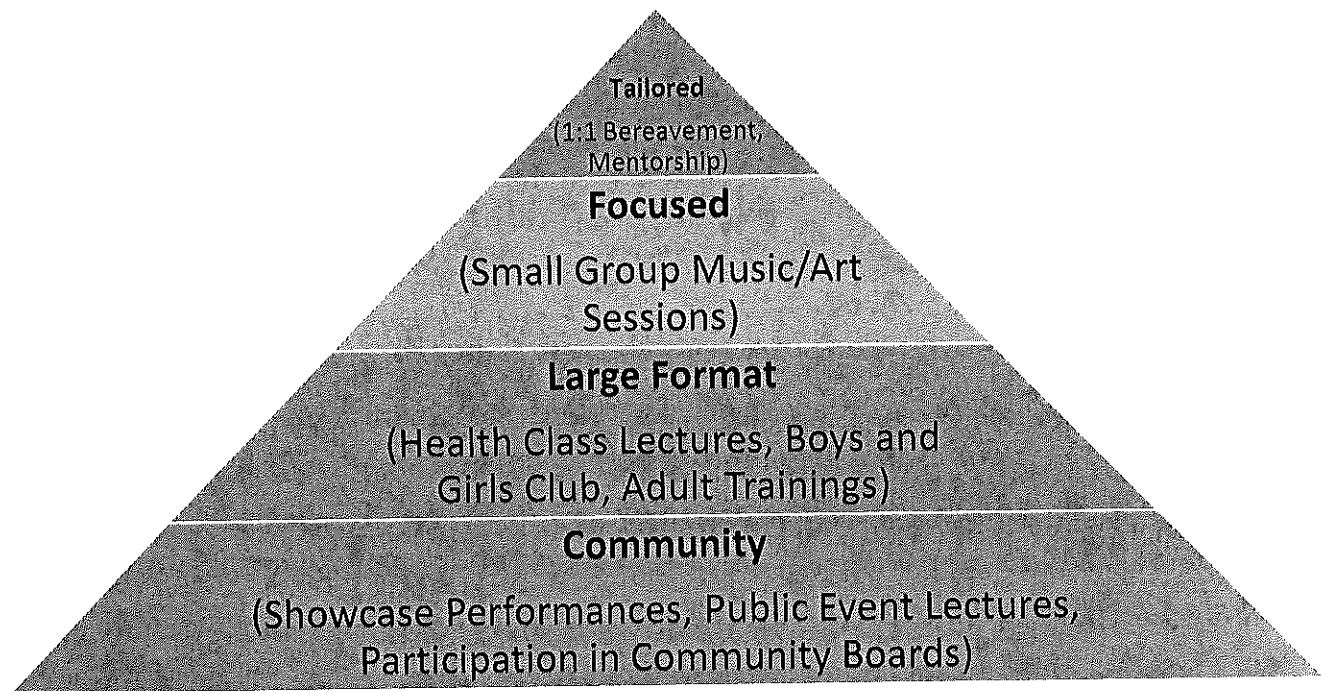 Tailored
(1:1 Bereavement,
Mentorship)
Focused
(Small Group Music/Art
Sessions)
Large Format
(Health Class Lectures, Boys and
Girls Club, Adult Trainings)
Community
(Showcase Performances, Public Event Lectures,
Participation in Community Boards)